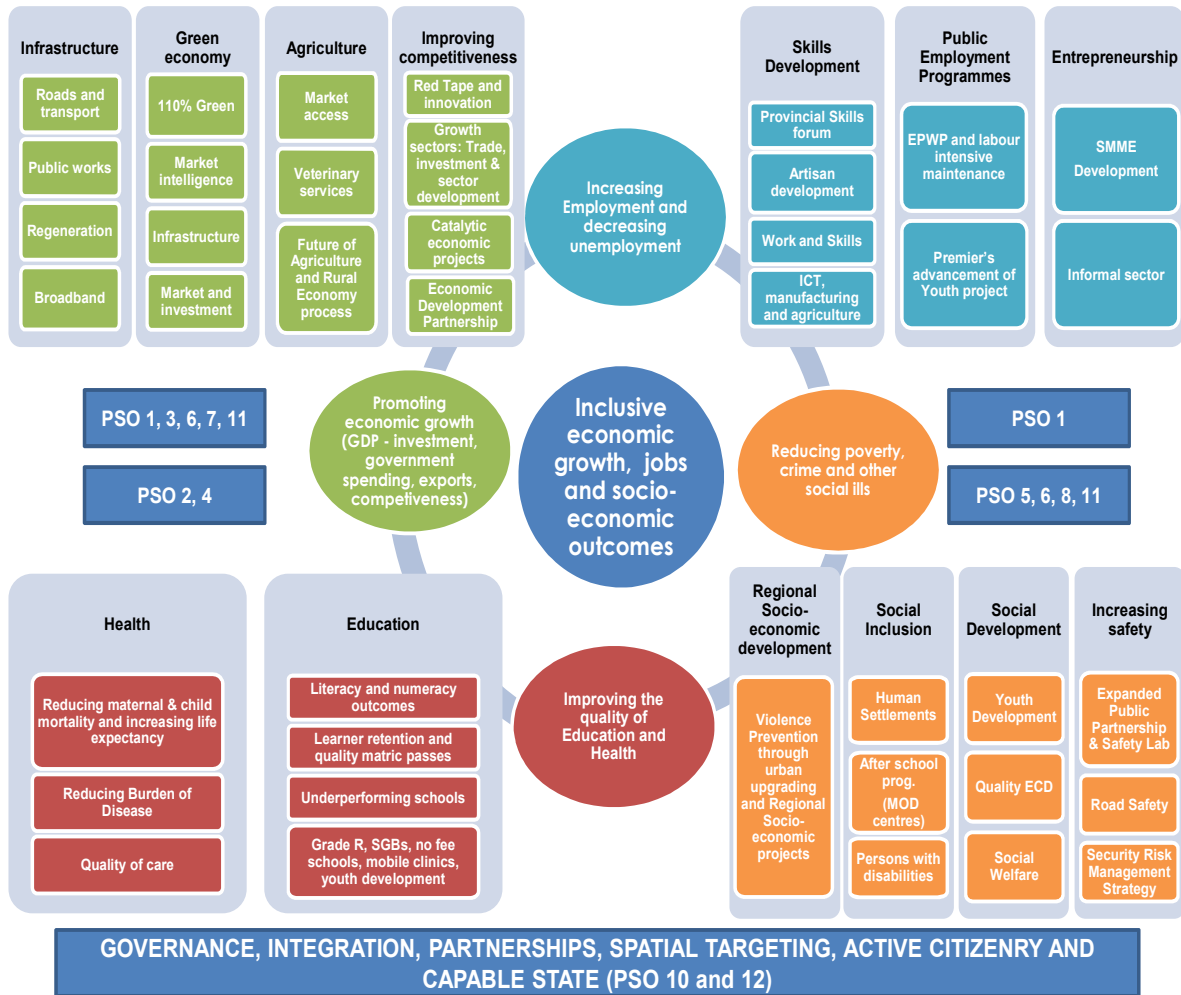 Infrastructure
Roads and
transport
Public works
Regeneration
Broadband
Green
economy
110% Green
Market
intelligence
Infrastructure
Market and
investment
Agriculture
Market
access
Veterinary
services
Future of
Agriculture
and Rural
Economy
process
Improving
competitiveness
Red Tape and
innovation
Growth
sectors: Trade,
investment &
sector
development
Catalytic
economic
projects
Economic
Development
Partnership
Increasing
Employment and
decreasing
unemployment
Skills
Development
Provincial Skills
forum
Artisan
development
Work and Skills
ICT,
manufacturing
and agriculture
Public
Employment
Programmes
EPWP and labour
intensive
maintenance
Premier's
advancement of
Youth project
Entrepreneurship
SMME
Development
Informal sector
PSO 1, 3, 6, 7, 11
PSO 2, 4
Promoting
economic growth
(GDP - investment,
government
spending, exports,
competiveness)
Inclusive
economic
growth, jobs
and socio-
economic
outcomes
Reducing poverty,
crime and other
social ills
PSO 1
PSO 5, 6, 8, 11
Health
Reducing maternal & child
mortality and increasing life
expectancy
Reducing Burden of
Disease
Quality of care
Education
Literacy and numeracy
outcomes
Learner retention and
quality matric passes
Underperforming schools
Grade R, SGBs, no fee
schools, mobile clinics,
youth development
Improving the
quality of
Education and
Health
Regional
Socio-
economic
development
Violence
Prevention
through
urban
upgrading
and Regional
Socio-
economic
projects
Social
Inclusion
Human
Settlements
After school
prog.
(MOD
centres)
Persons with
disabilities
Social
Development
Youth
Development
Quality ECD
Social
Welfare
Increasing
safety
Expanded
Public
Partnership
& Safety Lab
Road Safety
Security Risk
Management
Strategy
GOVERNANCE, INTEGRATION, PARTNERSHIPS, SPATIAL TARGETING, ACTIVE CITIZENRY AND
CAPABLE STATE (PSO 10 and 12)